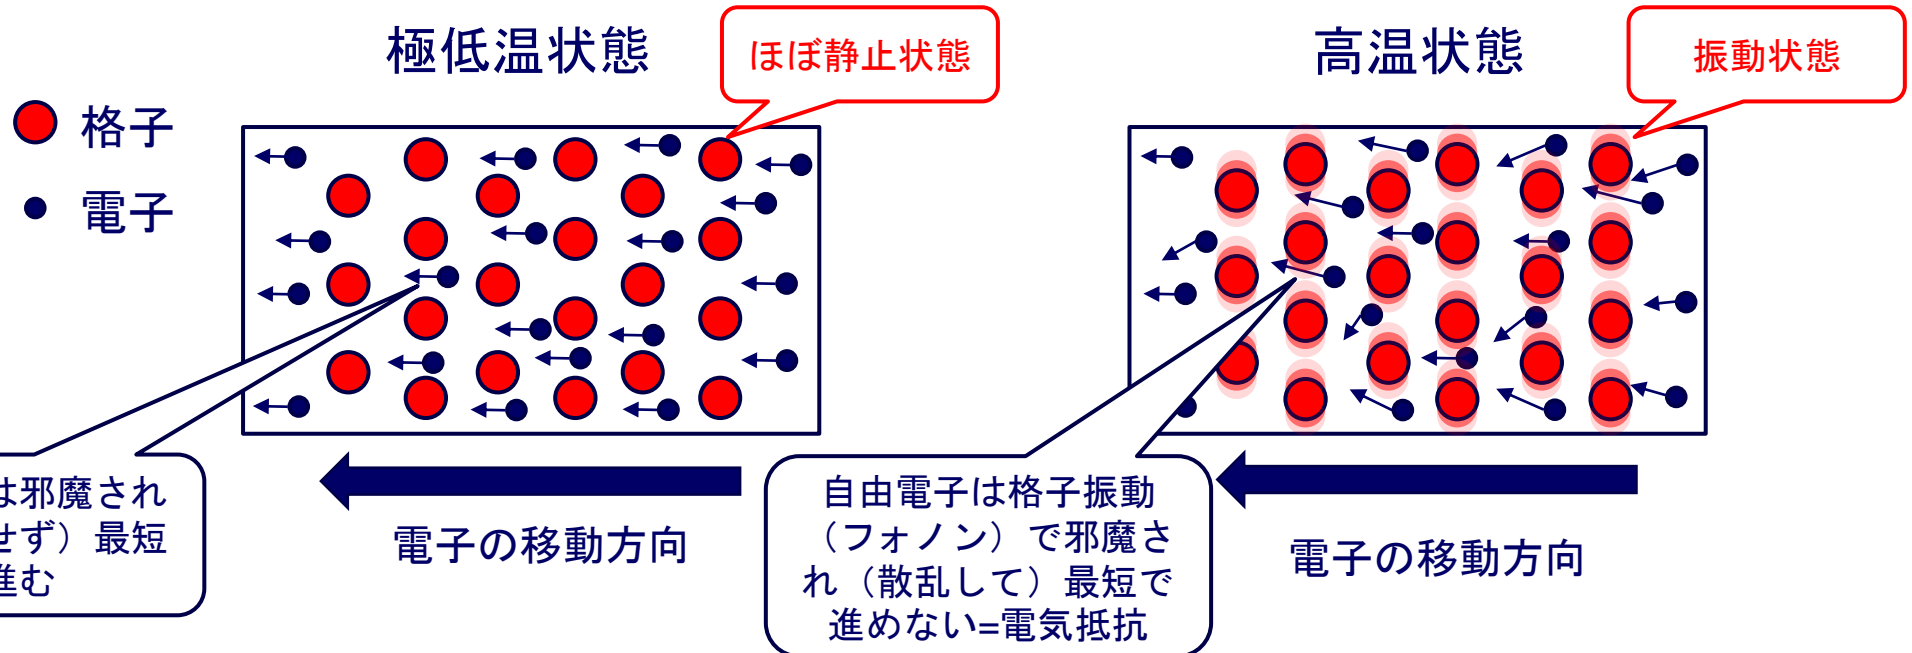 極低温状態
ほぼ静止状態
高温状態
振動状態
格子
電子
は邪魔され
せず）最短
進む
電子の移動方向
自由電子は格子振動
（フォノン）で邪魔さ
れ（散乱して）最短で
進めない=電気抵抗
電子の移動方向